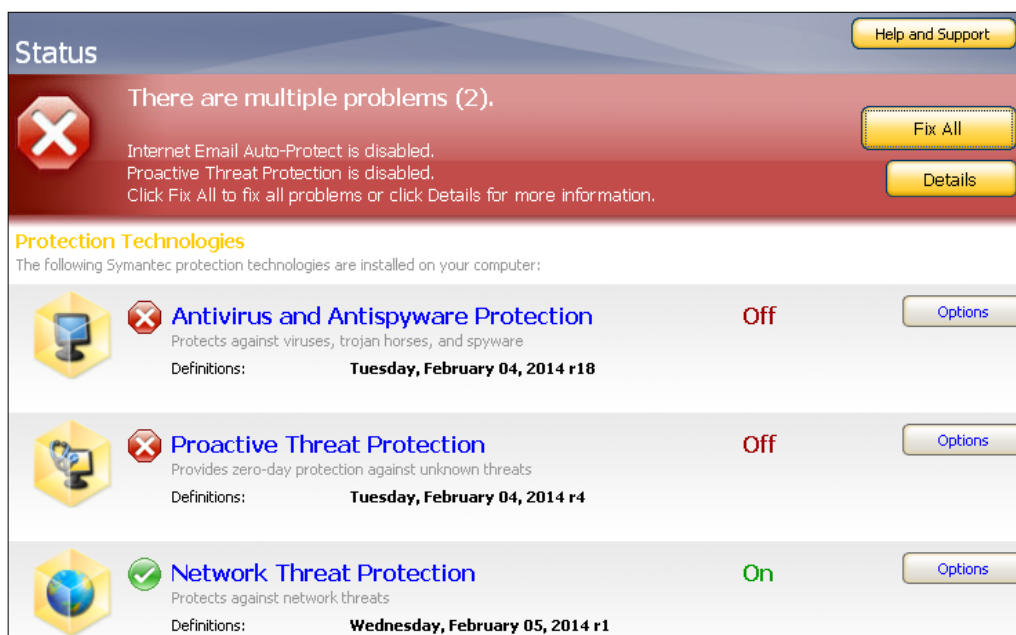 Status
Help and Support
There are multiple problems (2).
Fix All
Internet Email Auto-Protect is disabled.
Proactive Threat Protection is disabled.
Click Fix All to fix all problems or click Details for more information.
Details
Protection Technologies
The following Symantec protection technologies are installed on your computer:
Antivirus and Antispyware Protection
Off
Options
Protects against viruses, trojan horses, and spyware
Definitions: Tuesday, February 04, 2014 r18
Proactive Threat Protection
Off
Options
Provides zero-day protection against unknown threats
Definitions: Tuesday, February 04, 2014 r4
Network Threat Protection
On
Options
Protects against network threats
Definitions: Wednesday, February 05, 2014 r1